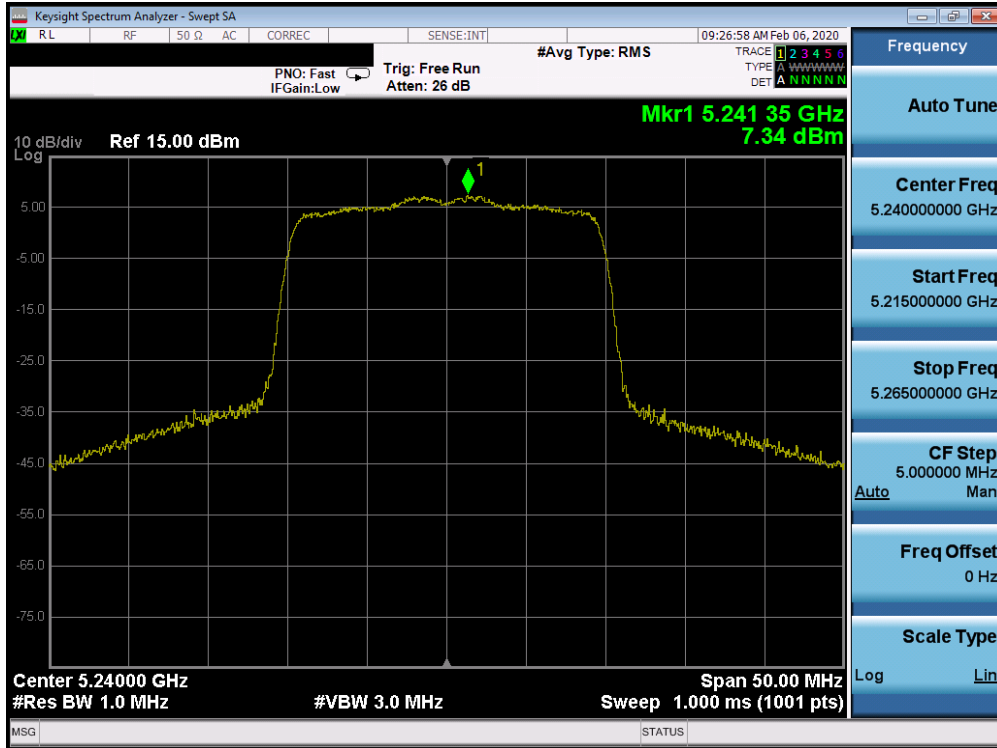 Keysight Spectrum Analyzer - Swept SA
LXI RL RF 50 Ω AC CORREC SENSE:INT 09:26:58 AM Feb 06, 2020
#Avg Type: RMS TRACE 1 2 3 4 5 6
PNO: Fast Trig: Free Run TYPE A WWWWW
IFGain:Low Atten: 26 dB DET A N N N N N
Mkr1 5.241 35 GHz
7.34 dBm
10 dB/div Ref 15.00 dBm
Log
1
5.00
-5.00
-15.0
-25.0
-35.0
-45.0
-55.0
-65.0
-75.0
Center 5.24000 GHz Span 50.00 MHz
#Res BW 1.0 MHz #VBW 3.0 MHz Sweep 1.000 ms (1001 pts)
MSG STATUS
Frequency
Auto Tune
Center Freq
5.240000000 GHz
Start Freq
5.215000000 GHz
Stop Freq
5.265000000 GHz
CF Step
5.000000 MHz
Auto Man
Freq Offset
0 Hz
Scale Type
Log Lin